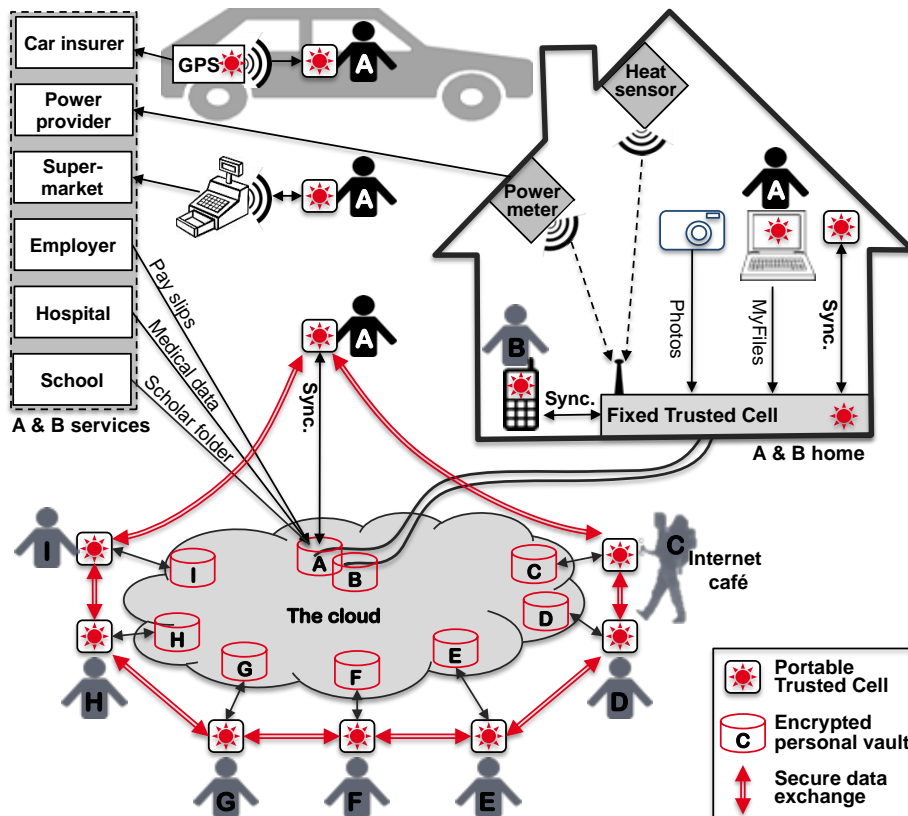 Car insurer
Power
provider
Super-
market
Employer
Hospital
School
A & B services
GPS
A
A
Pay slips
Medical data
Scholar folder
A
Sync.
Heat
sensor
Power
meter
A
B
Photos
MyFiles
Sync.
Sync.
Fixed Trusted Cell
A & B home
I
A
B
I
C
C
Internet
café
The cloud
H
D
G
F
E
H
D
G
F
E
Portable
Trusted Cell
C
Encrypted
personal vault
Secure data
exchange